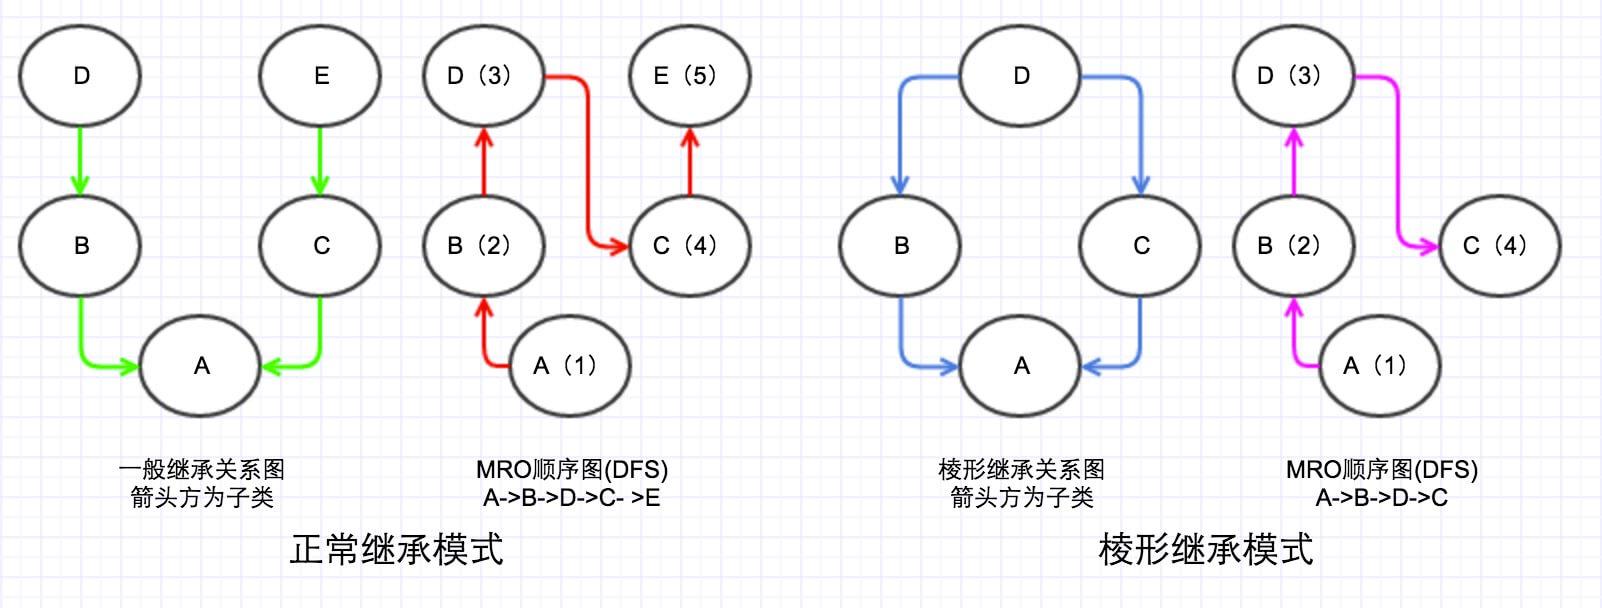 D
E
D（3）
E（5）
D
D（3）
B
C
B（2）
C（4）
B
C
B（2）
C（4）
A
A（1）
A
A（1）
一般继承关系图
箭头方为子类
MRO顺序图(DFS)
A->B->D->C- >E
棱形继承关系图
箭头方为子类
MRO顺序图(DFS)
A->B->D->C
正常继承模式
棱形继承模式